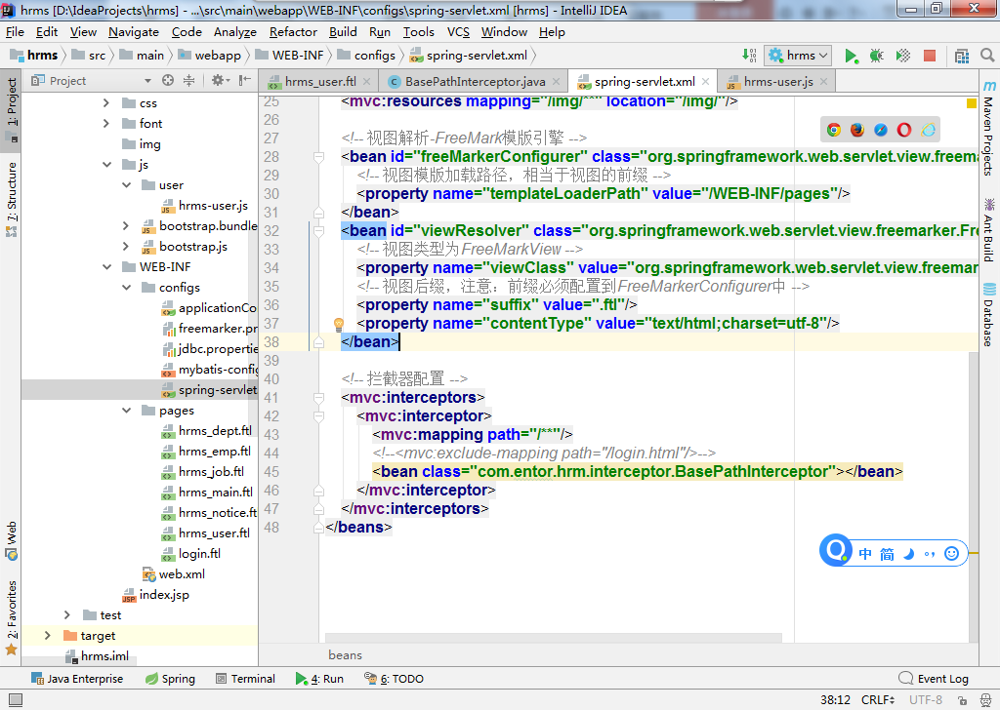 hrms [D:\IdeaProjects\hrms] - ...\src\main\webapp\WEB-INF\configs\spring-servlet.xml [hrms] - IntelliJ IDEA
File Edit View Navigate Code Analyze Refactor Build Run Tools VCS Window Help
hrms src main webapp WEB-INF configs spring-servlet.xml hrms
Project hrms_user.ftl BasePathInterceptor.java spring-servlet.xml hrms-user.js
1: Project
7: Structure
Web
2: Favorites
css
font
img
js
user
hrms-user.js
bootstrap.bundle
bootstrap.js
WEB-INF
configs
applicationCo
freemarker.pr
jdbc.propertie
mybatis-config
spring-servlet
pages
hrms_dept.ftl
hrms_emp.ftl
hrms_job.ftl
hrms_main.ftl
hrms_notice.ft
hrms_user.ftl
login.ftl
web.xml
index.jsp
test
target
hrms.iml
25 <mvc:resources mapping="/img/**" location="/img/"/>
26
27 <!-- 视图解析-FreeMark模版引擎 -->
28 <bean id="freeMarkerConfigurer" class="org.springframework.web.servlet.view.freema
29 <!-- 视图模版加载路径，相当于视图的前缀 -->
30 <property name="templateLoaderPath" value="/WEB-INF/pages"/>
31 </bean>
32 <bean id="viewResolver" class="org.springframework.web.servlet.view.freemarker.Fre
33 <!-- 视图类型为FreeMarkView -->
34 <property name="viewClass" value="org.springframework.web.servlet.view.freemar
35 <!-- 视图后缀，注意：前缀必须配置到FreeMarkerConfigurer中 -->
36 <property name="suffix" value=".ftl"/>
37 <property name="contentType" value="text/html;charset=utf-8"/>
38 </bean>
39
40 <!-- 拦截器配置 -->
41 <mvc:interceptors>
42 <mvc:interceptor>
43 <mvc:mapping path="/**"/>
44 <!--<mvc:exclude-mapping path="/login.html"/>-->
45 <bean class="com.entor.hrm.interceptor.BasePathInterceptor"></bean>
46 </mvc:interceptor>
47 </mvc:interceptors>
48 </beans>
beans
Maven Projects
Ant Build
Database
中 简
Java Enterprise Spring Terminal 4: Run 6: TODO Event Log
38:12 CRLF UTF-8